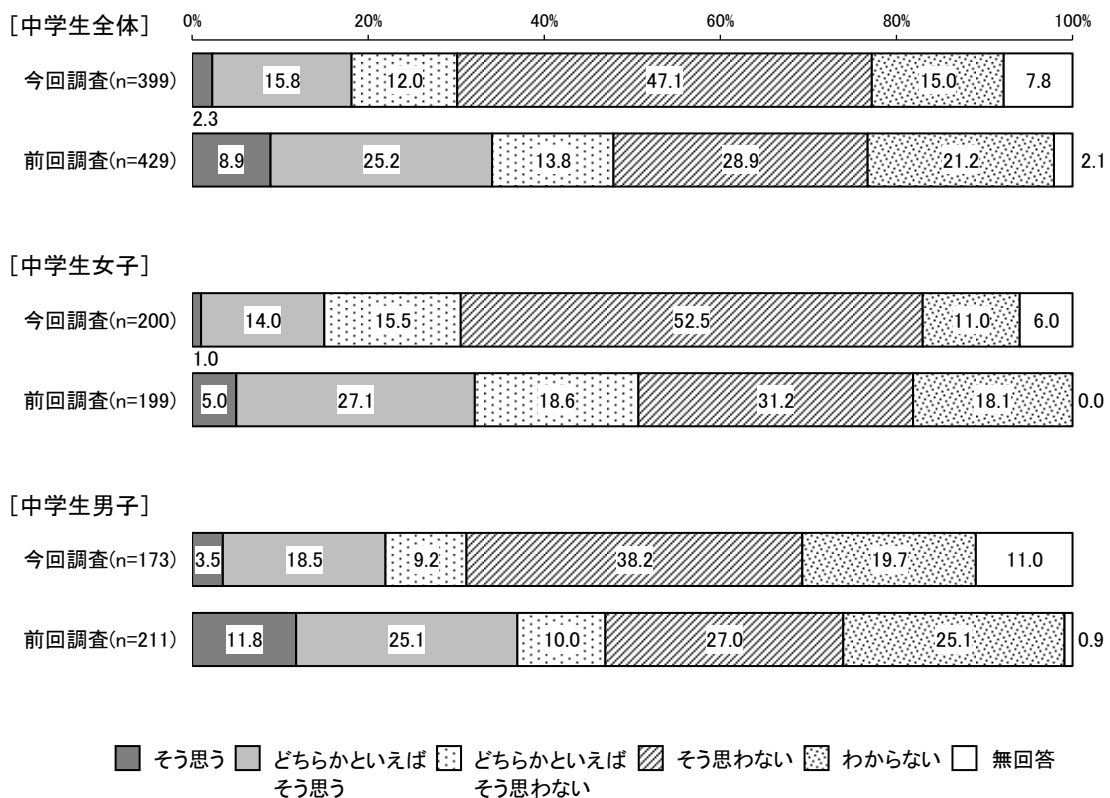 [中学生全体]
0% 20% 40% 60% 80% 100%
今回調査(n=399) 15.8 12.0 47.1 15.0 7.8
2.3
前回調査(n=429) 8.9 25.2 13.8 28.9 21.2 2.1
[中学生女子]
今回調査(n=200) 14.0 15.5 52.5 11.0 6.0
1.0
前回調査(n=199) 5.0 27.1 18.6 31.2 18.1 0.0
[中学生男子]
今回調査(n=173) 3.5 18.5 9.2 38.2 19.7 11.0
前回調査(n=211) 11.8 25.1 10.0 27.0 25.1 0.9
そう思う どちらかといえば どちらかといえば そう思わない わからない 無回答
そう思う そう思わない